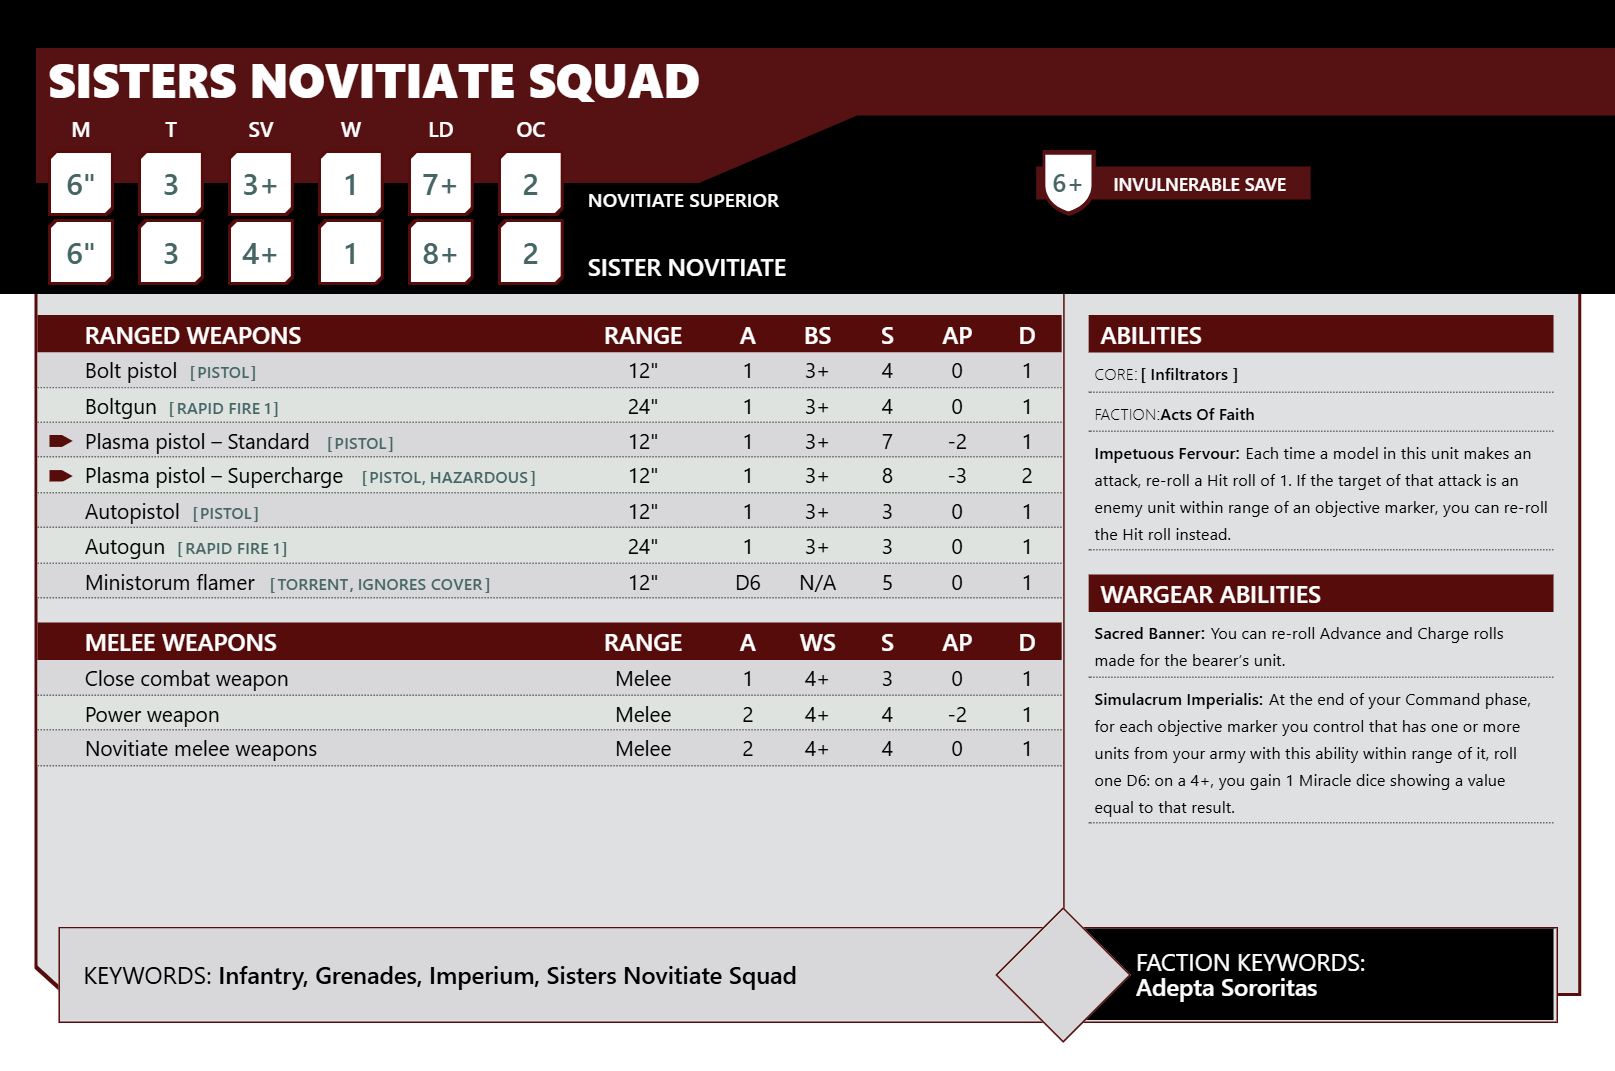 SISTERS NOVITIATE SQUAD
M T SV W LD OC
6" 3 3+ 1 7+ 2 NOVITIATE SUPERIOR
6+ INVULNERABLE SAVE
6" 3 4+ 1 8+ 2 SISTER NOVITIATE
RANGED WEAPONS RANGE A BS S AP D
Bolt pistol [PISTOL] 12" 1 3+ 4 0 1
Boltgun [RAPID FIRE 1] 24" 1 3+ 4 0 1
Plasma pistol – Standard [PISTOL] 12" 1 3+ 7 -2 1
Plasma pistol – Supercharge [PISTOL, HAZARDOUS] 12" 1 3+ 8 -3 2
Autopistol [PISTOL] 12" 1 3+ 3 0 1
Autogun [RAPID FIRE 1] 24" 1 3+ 3 0 1
Ministorum flamer [TORRENT, IGNORES COVER] 12" D6 N/A 5 0 1
MELEE WEAPONS RANGE A WS S AP D
Close combat weapon Melee 1 4+ 3 0 1
Power weapon Melee 2 4+ 4 -2 1
Novitiate melee weapons Melee 2 4+ 4 0 1
ABILITIES
CORE: [ Infiltrators ]
FACTION:Acts Of Faith
Impetuous Fervour: Each time a model in this unit makes an
attack, re-roll a Hit roll of 1. If the target of that attack is an
enemy unit within range of an objective marker, you can re-roll
the Hit roll instead.
WARGEAR ABILITIES
Sacred Banner: You can re-roll Advance and Charge rolls
made for the bearer's unit.
Simulacrum Imperialis: At the end of your Command phase,
for each objective marker you control that has one or more
units from your army with this ability within range of it, roll
one D6: on a 4+, you gain 1 Miracle dice showing a value
equal to that result.
KEYWORDS: Infantry, Grenades, Imperium, Sisters Novitiate Squad
FACTION KEYWORDS:
Adepta Sororitas